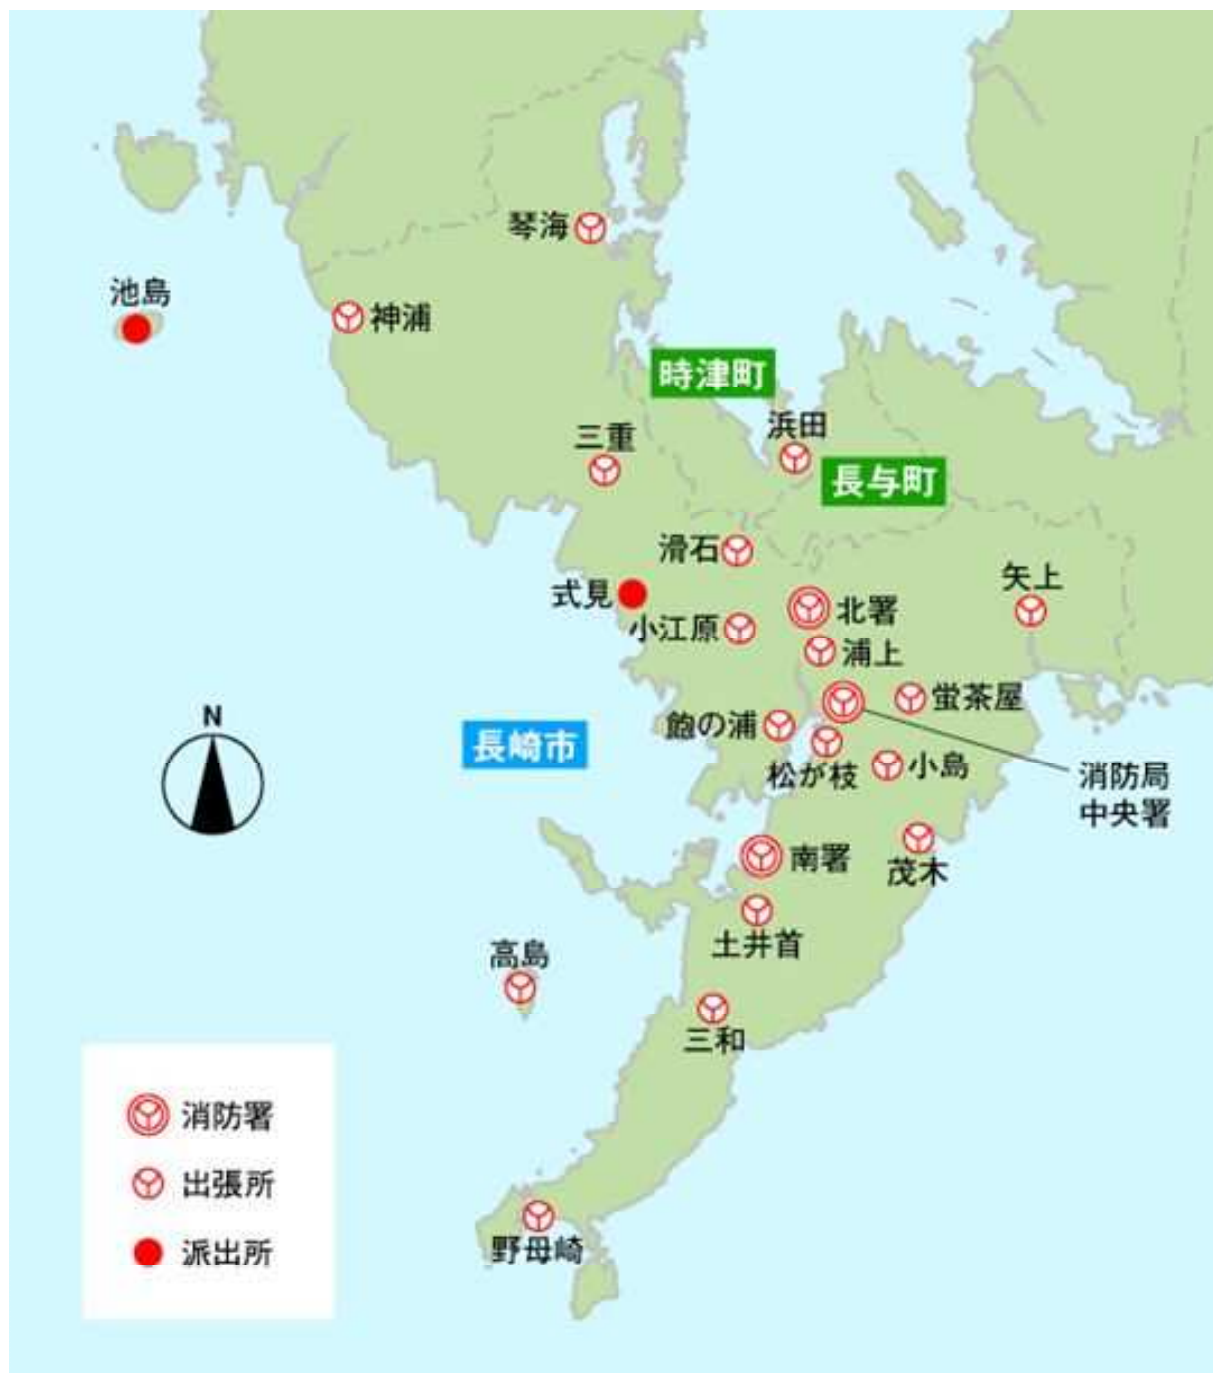 琴海
池島
神浦
時津町
浜田
三重
長与町
滑石
矢上
式見
北署
小江原
浦上
蛍茶屋
飽の浦
N
長崎市
松が枝
小島
消防局
中央署
南署
茂木
土井首
高島
三和
消防署
出張所
派出所
野母崎